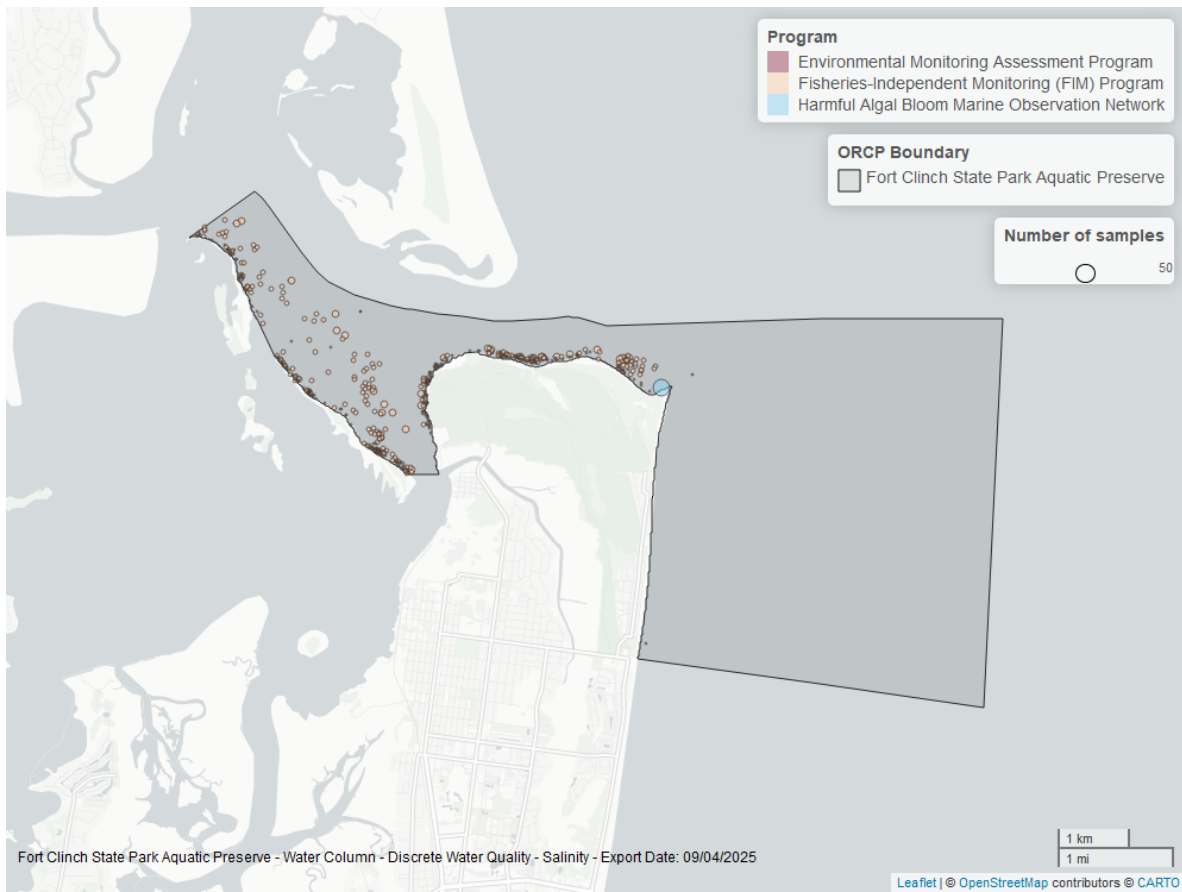 Program
Environmental Monitoring Assessment Program
Fisheries-Independent Monitoring (FIM) Program
Harmful Algal Bloom Marine Observation Network
ORCP Boundary
Fort Clinch State Park Aquatic Preserve
Number of samples
50
1 km
1 mi
Fort Clinch State Park Aquatic Preserve - Water Column - Discrete Water Quality - Salinity - Export Date: 09/04/2025
Leaflet | © OpenStreetMap contributors © CARTO